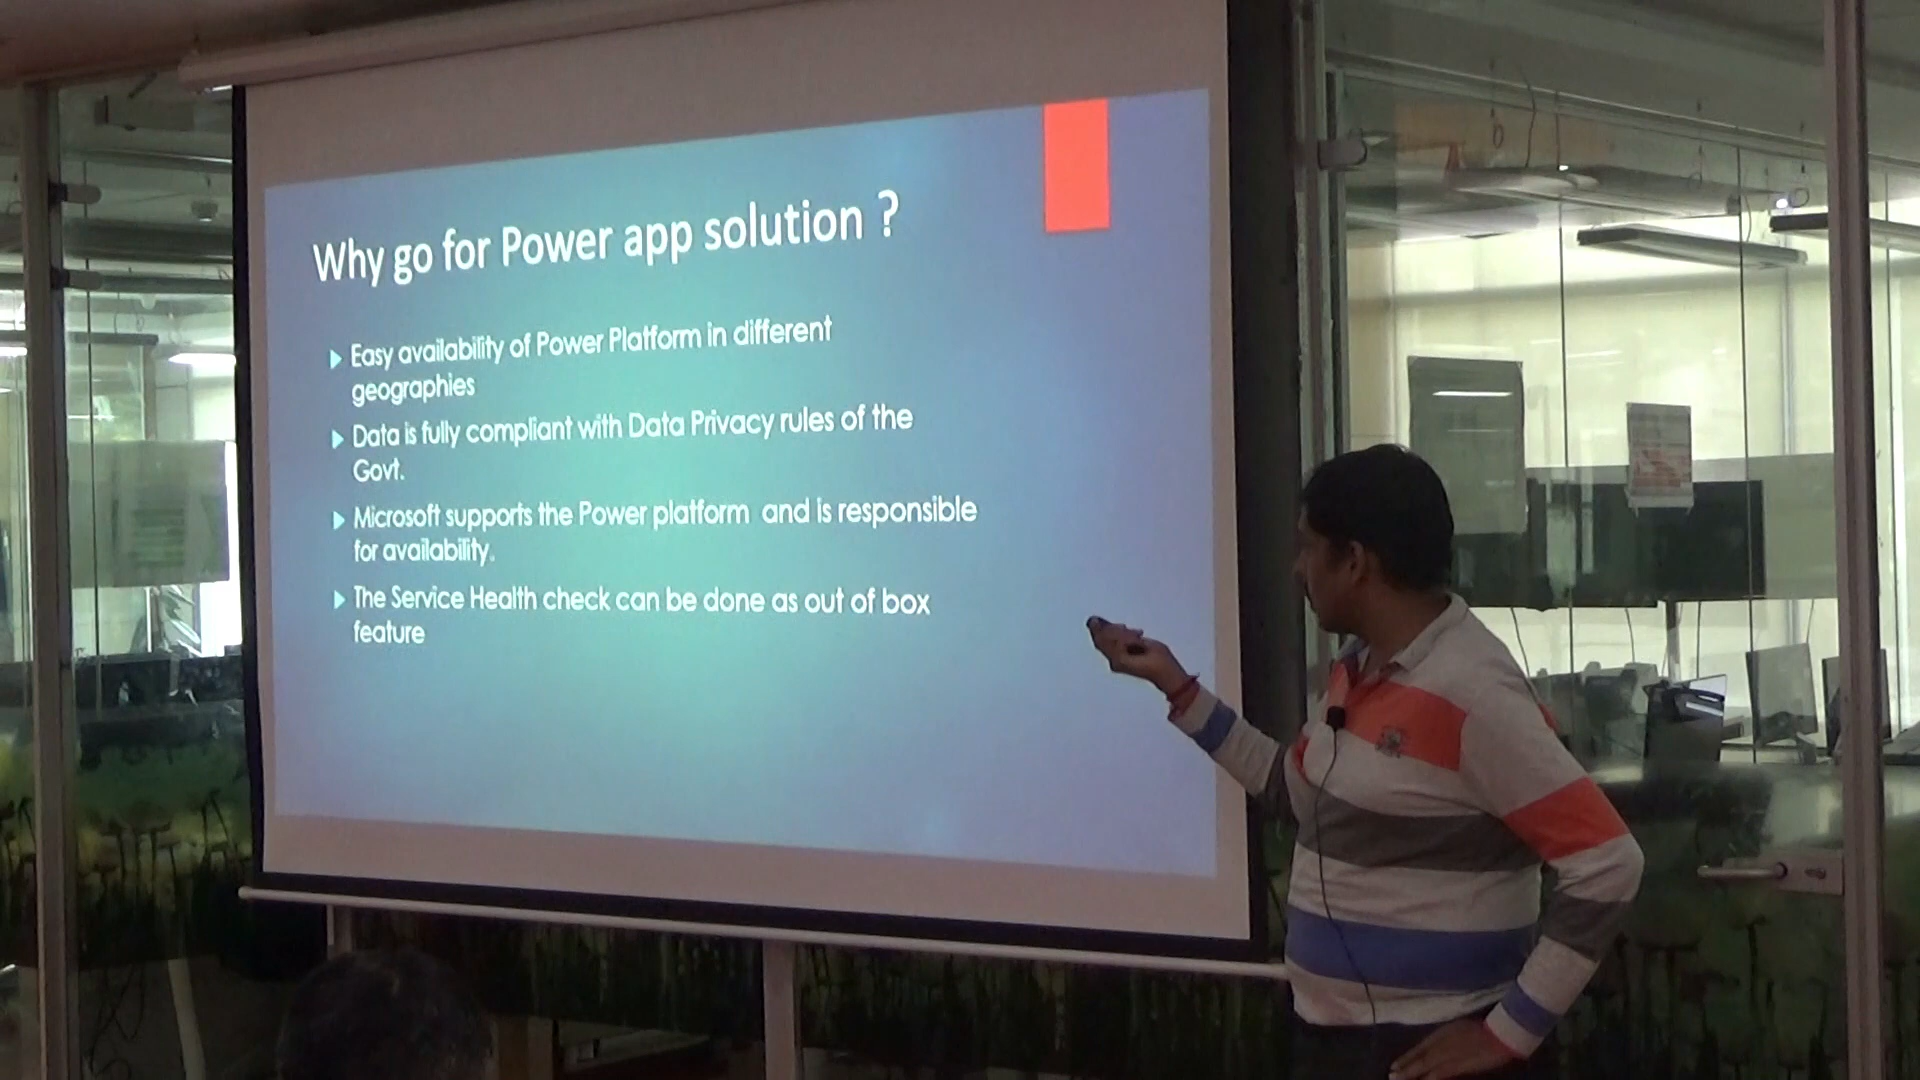 Why go for Power app solution ?
Easy availability of Power Platform in different
geographies
Data is fully compliant with Data Privacy rules of the
Govt.
Microsoft supports the Power platform and is responsible
for availability.
The Service Health check can be done as out of box
feature